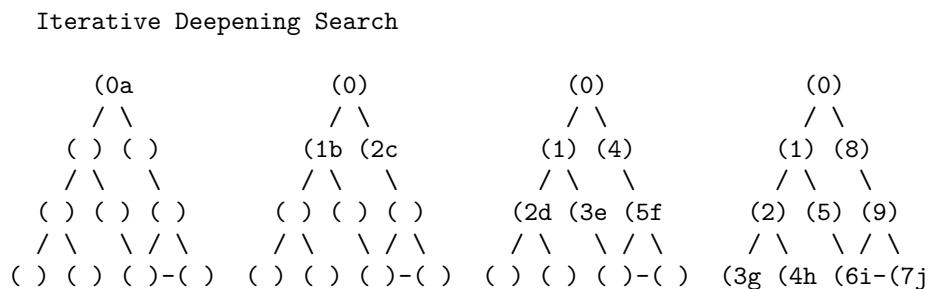 Iterative Deepening Search
(0a (0) (0) (0)
/ \ / \ / \ / \
( ) ( ) (1b (2c (1) (4) (1) (8)
/ \ \ / \ \ / \ \ / \ \
( ) ( ) ( ) ( ) ( ) ( ) (2d (3e (5f (2) (5) (9)
/ \ \ / \ / \ \ / \ / \ \ / \ / \ \ / \
( ) ( ) ( )-( ) ( ) ( ) ( )-( ) ( ) ( ) ( )-( ) (3g (4h (6i-(7j